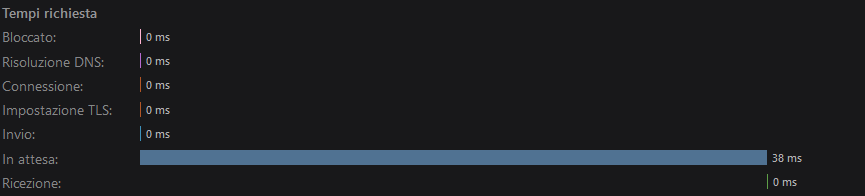 Tempi richiesta
Bloccato: 0 ms
Risoluzione DNS: 0 ms
Connessione: 0 ms
Impostazione TLS: 0 ms
Invio: 0 ms
In attesa: 38 ms
Ricezione: 0 ms